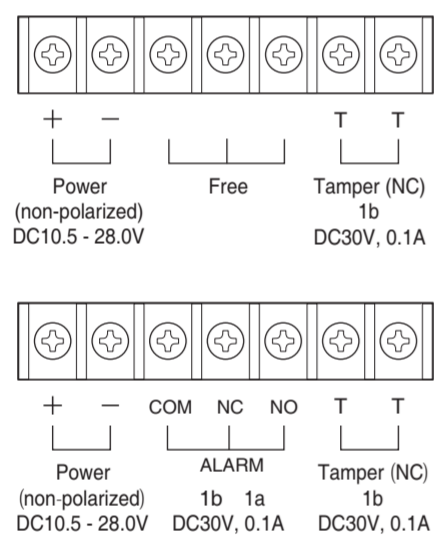 + − T T
Power Free Tamper (NC)
(non-polarized) 1b
DC10.5 - 28.0V DC30V, 0.1A
+ − COM NC NO T T
Power ALARM Tamper (NC)
(non-polarized) 1b 1a 1b
DC10.5 - 28.0V DC30V, 0.1A DC30V, 0.1A